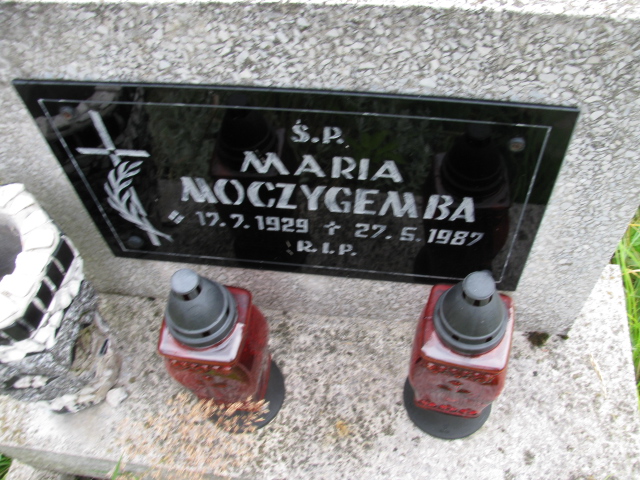 Ś.P.
MARIA
MOCZYGEMBA
* 17.7.1929 ✝ 27.5.1987
R.I.P.